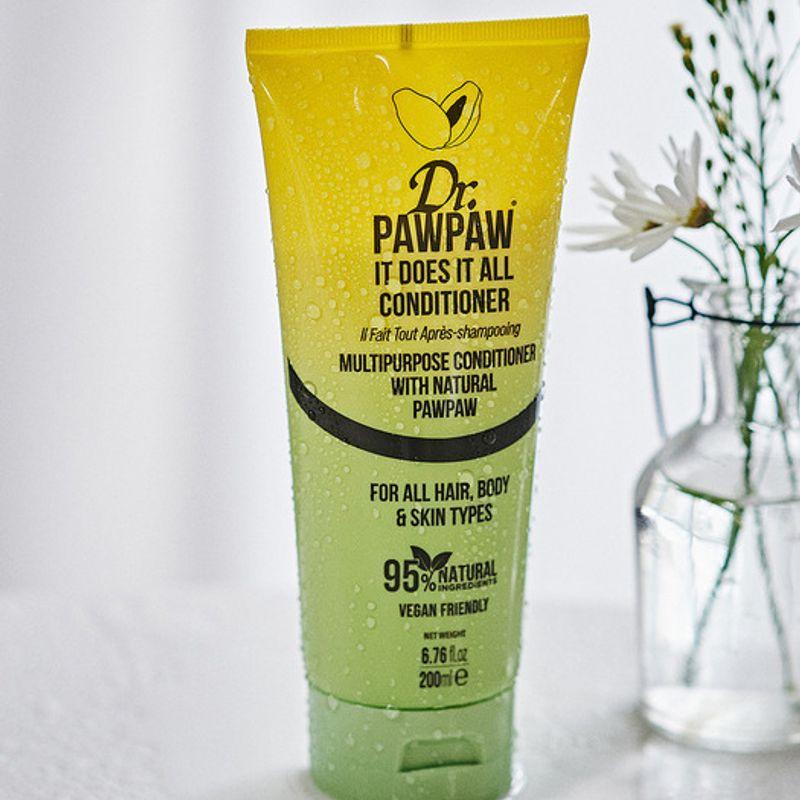 Dr.
PAWPAW
IT DOES IT ALL
CONDITIONER
Il Fait Tout Après-shampooing
MULTIPURPOSE CONDITIONER
WITH NATURAL
PAWPAW
FOR ALL HAIR, BODY
& SKIN TYPES
95% NATURAL
INGREDIENTS
VEGAN FRIENDLY
NET WEIGHT
6.76 fl.oz
200ml e